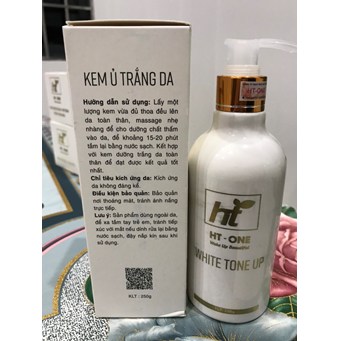 KEM Ủ TRẮNG DA
Hướng dẫn sử dụng: Lấy một
lượng kem vừa đủ thoa đều lên
da toàn thân, massage nhẹ
nhàng để cho dưỡng chất thấm
vào da, để khoảng 15-20 phút
tắm lại bằng nước sạch. Kết hợp
với kem dưỡng trắng da toàn
thân để đạt được kết quả tốt
nhất.
Chỉ tiêu kích ứng da: Kích ứng
da không đáng kể.
Điều kiện bảo quản: Bảo quản
nơi thoáng mát, tránh ánh nắng
trực tiếp.
Lưu ý: Sản phẩm dùng ngoài da,
để xa tầm tay trẻ em, tránh tiếp
xúc với mắt nếu dính rửa lại bằng
nước sạch, đậy nắp kín sau khi
sử dụng.
KLT: 250g
HT-ONE
ht
HT - ONE
Make Up Beautiful
WHITE TONE UP